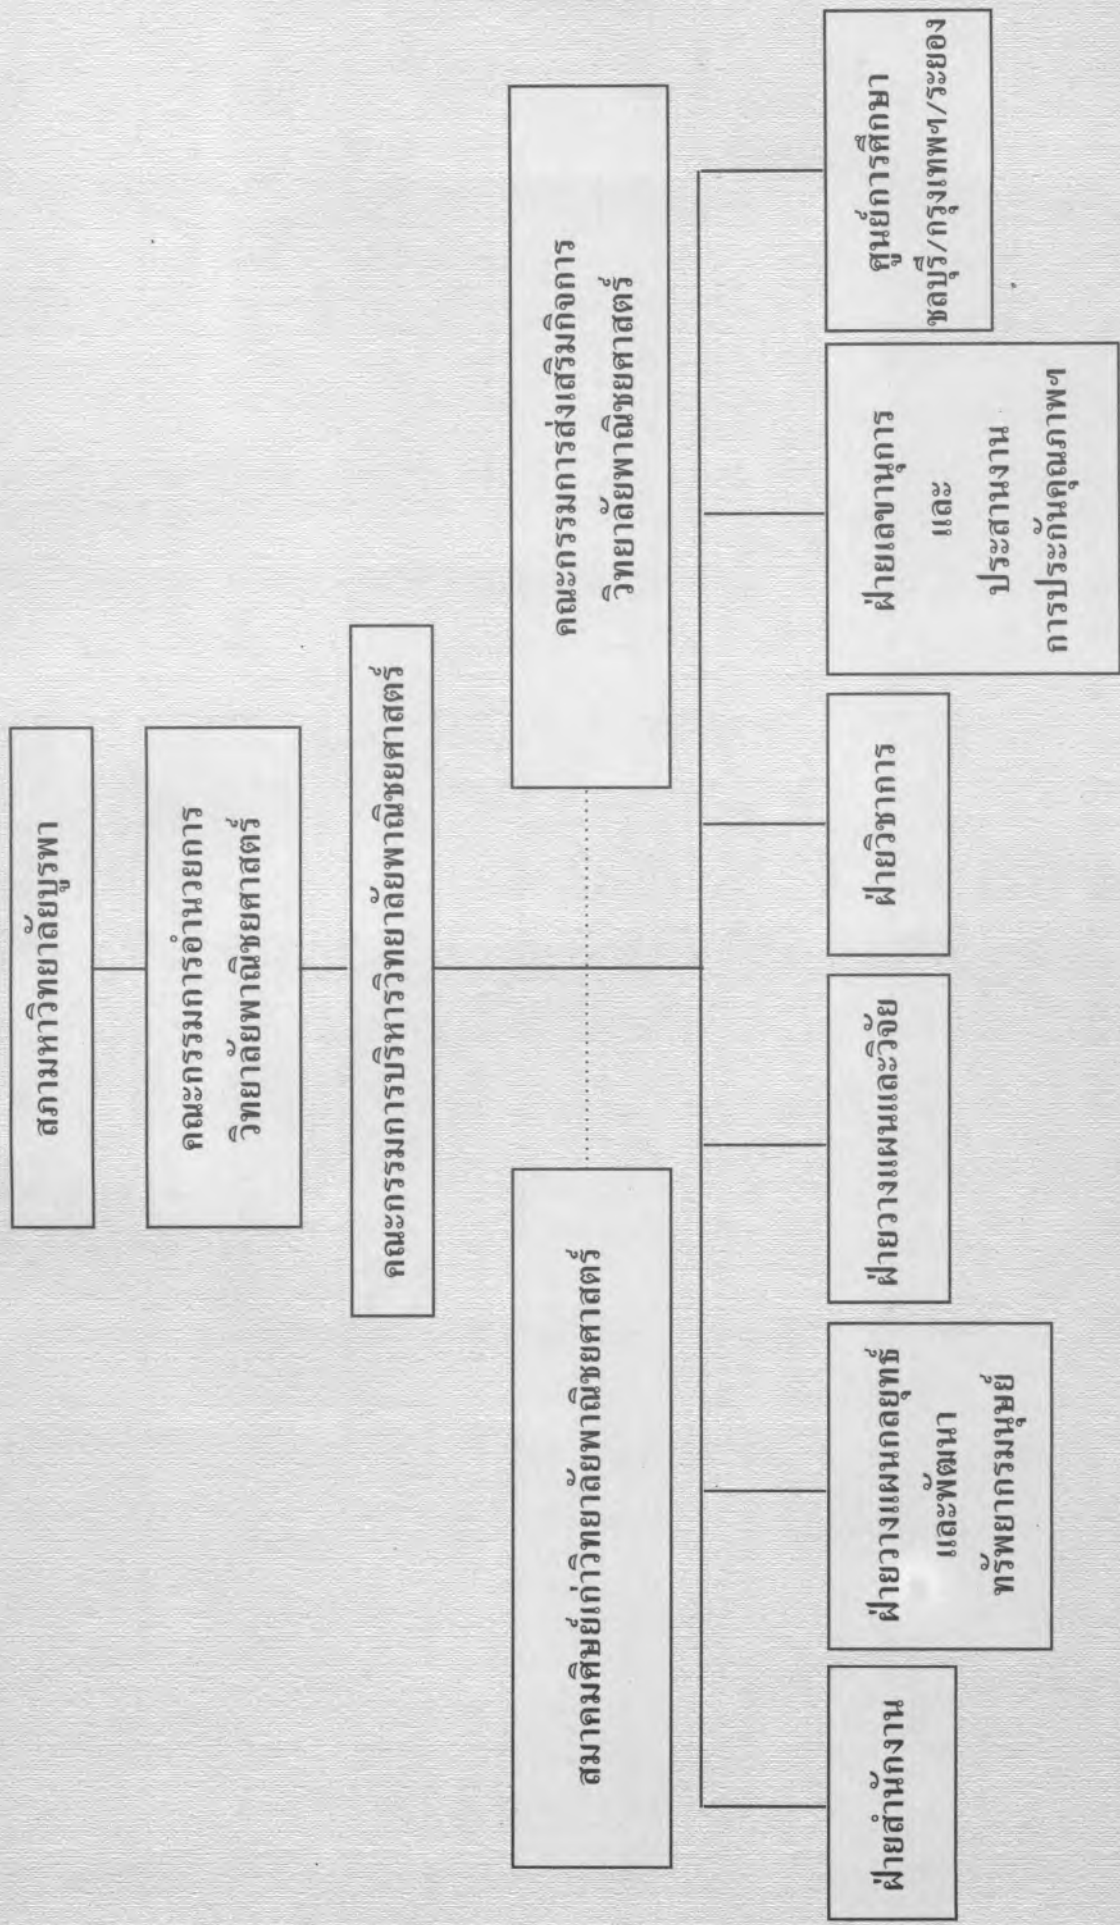 สภามหาวิทยาลัยบูรพา
คณะกรรมการอำนวยการ
วิทยาลัยพาณิชยศาสตร์
คณะกรรมการบริหารวิทยาลัยพาณิชยศาสตร์
สมาคมศิษย์เก่าวิทยาลัยพาณิชยศาสตร์
คณะกรรมการส่งเสริมกิจการ
วิทยาลัยพาณิชยศาสตร์
ฝ่ายสำนักงาน
ฝ่ายวางแผนกลยุทธ์
และพัฒนา
ทรัพยากรมนุษย์
ฝ่ายวางแผนและวิจัย
ฝ่ายวิชาการ
ฝ่ายเลขานุการ
และ
ประสานงาน
การประกันคุณภาพฯ
ศูนย์การศึกษา
ชลบุรี/กรุงเทพฯ/ระยอง